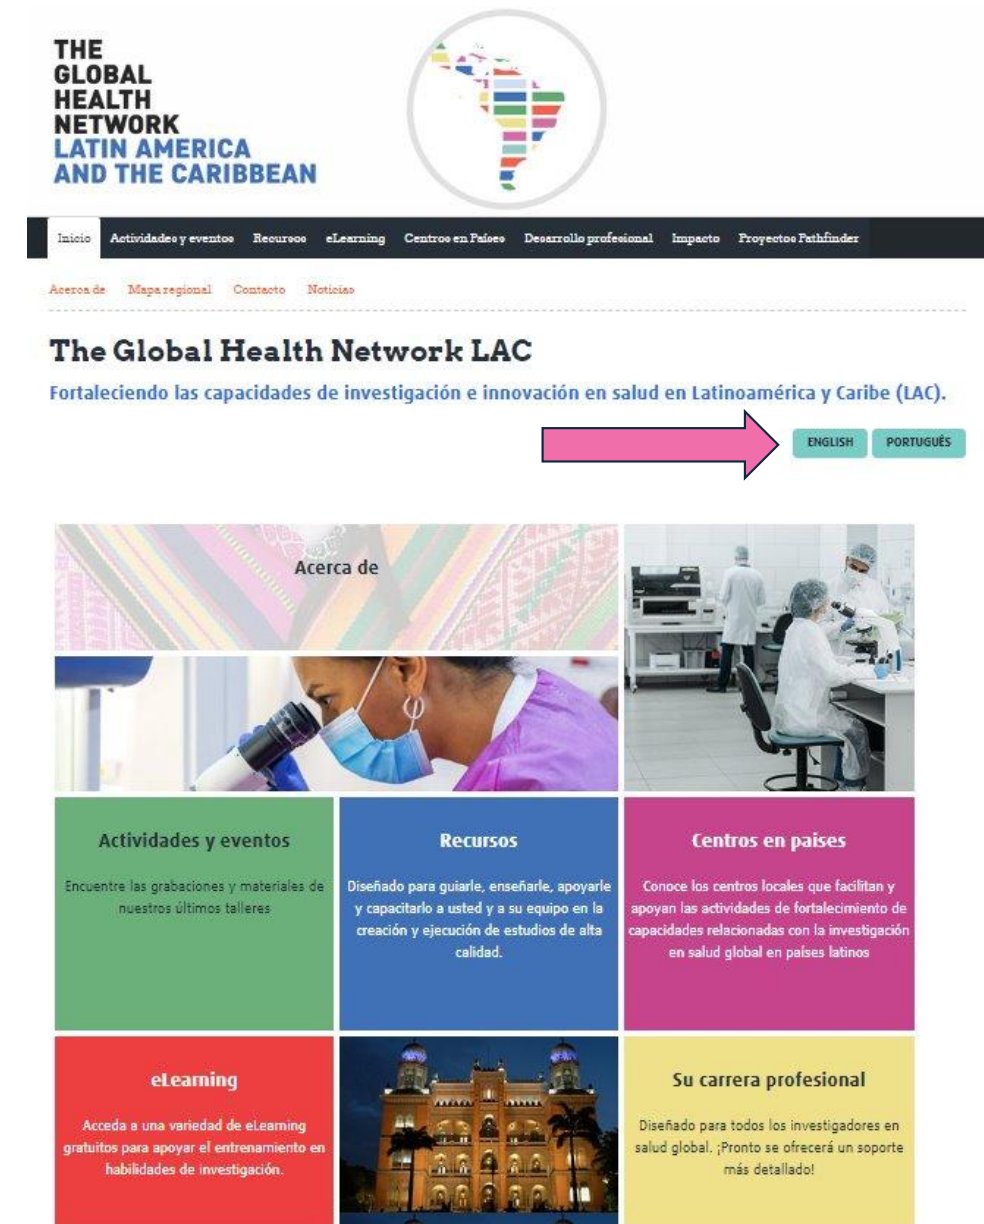 THE
GLOBAL
HEALTH
NETWORK
LATIN AMERICA
AND THE CARIBBEAN
Inicio Actividades y eventos Recursos eLearning Centros en Países Desarrollo profesional Impacto Proyectos Pathfinder
Acerca de Mapa regional Contacto Noticias
The Global Health Network LAC
Fortaleciendo las capacidades de investigación e innovación en salud en Latinoamérica y Caribe (LAC).
ENGLISH PORTUGUÊS
Acerca de
Actividades y eventos
Encuentre las grabaciones y materiales de
nuestros últimos talleres
Recursos
Diseñado para guiarle, enseñarle, apoyarle
y capacitarlo a usted y a su equipo en la
creación y ejecución de estudios de alta
calidad.
Centros en paises
Conoce los centros locales que facilitan y
apoyan las actividades de fortalecimiento de
capacidades relacionadas con la investigación
en salud global en países latinos
eLearning
Acceda a una variedad de eLearning
gratuitos para apoyar el entrenamiento en
habilidades de investigación.
Su carrera profesional
Diseñado para todos los investigadores en
salud global. ¡Pronto se ofrecerá un soporte
más detallado!